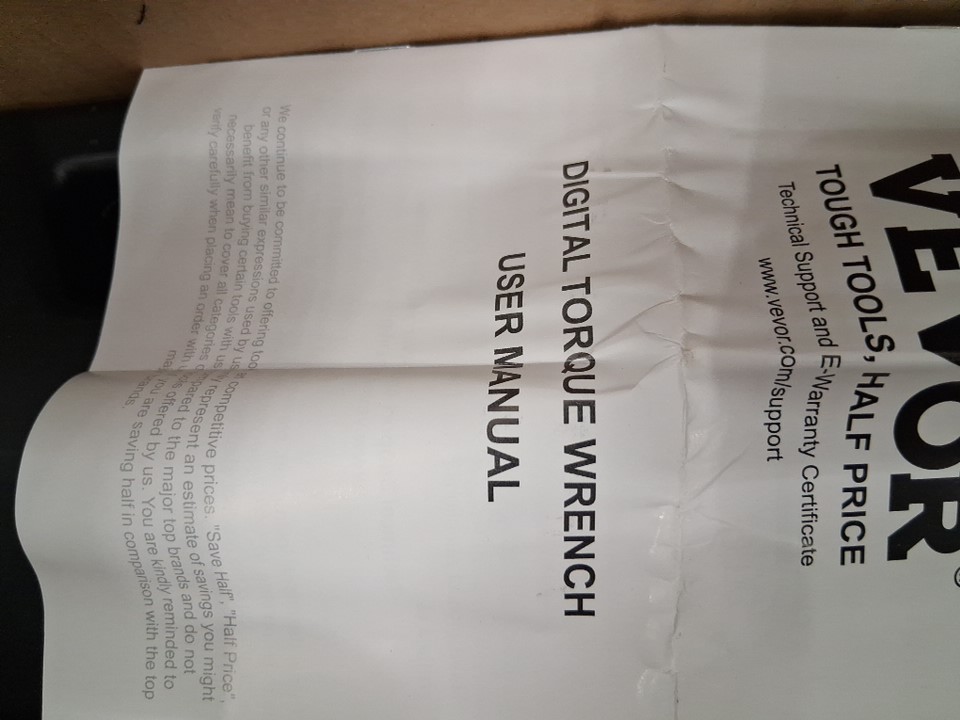 VEVOR®
TOUGH TOOLS, HALF PRICE
Technical Support and E-Warranty Certificate
www.vevor.com/support
DIGITAL TORQUE WRENCH
USER MANUAL
We continue to be committed to offering competitive prices. "Save Half", "Half Price",
or any other similar expressions used by us represent an estimate of savings you might
benefit from buying certain tools with us compared to the major top brands and do not
necessarily mean to cover all categories offered by us. You are kindly reminded to
verify carefully when placing an order with are saving half in comparison with the top